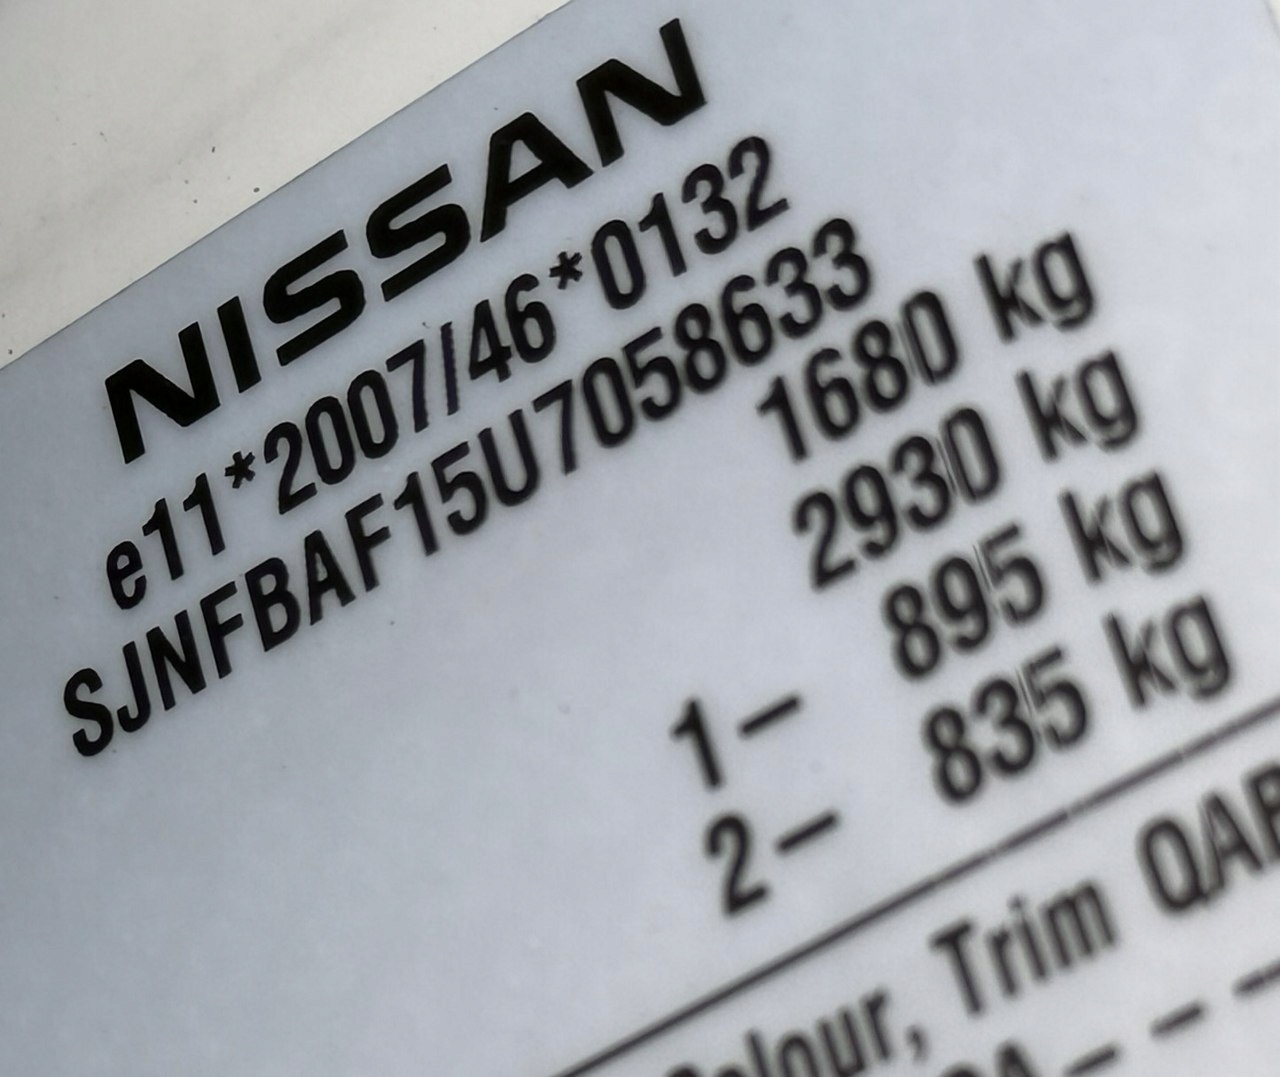 NISSAN
e11*2007/46*0132
SJNFBAF15U7058633
1680 kg
2930 kg
1- 895 kg
2- 835 kg
Colour, Trim QAB